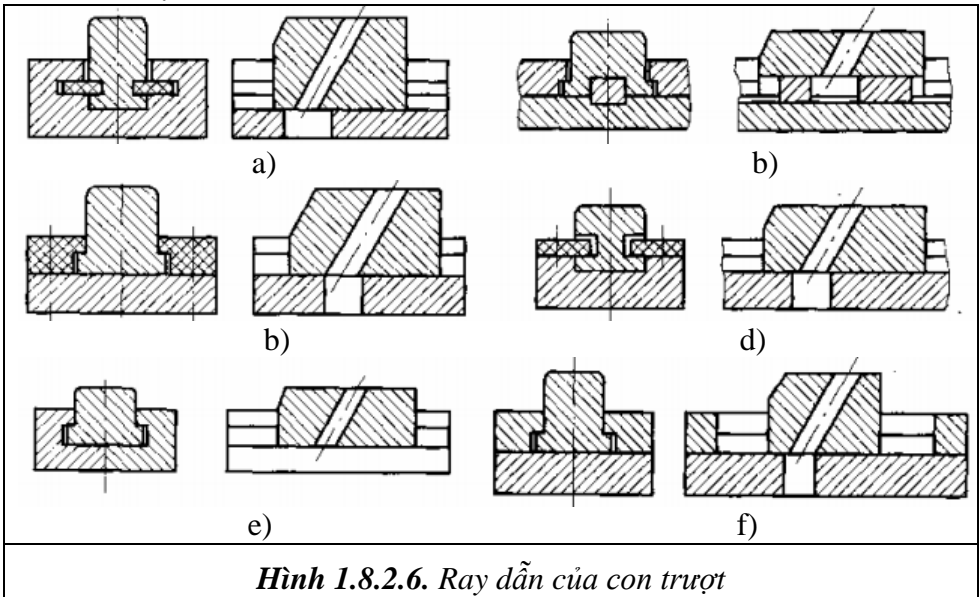 a)
b)
b)
d)
e)
f)
Hình 1.8.2.6. Ray dẫn của con trượt